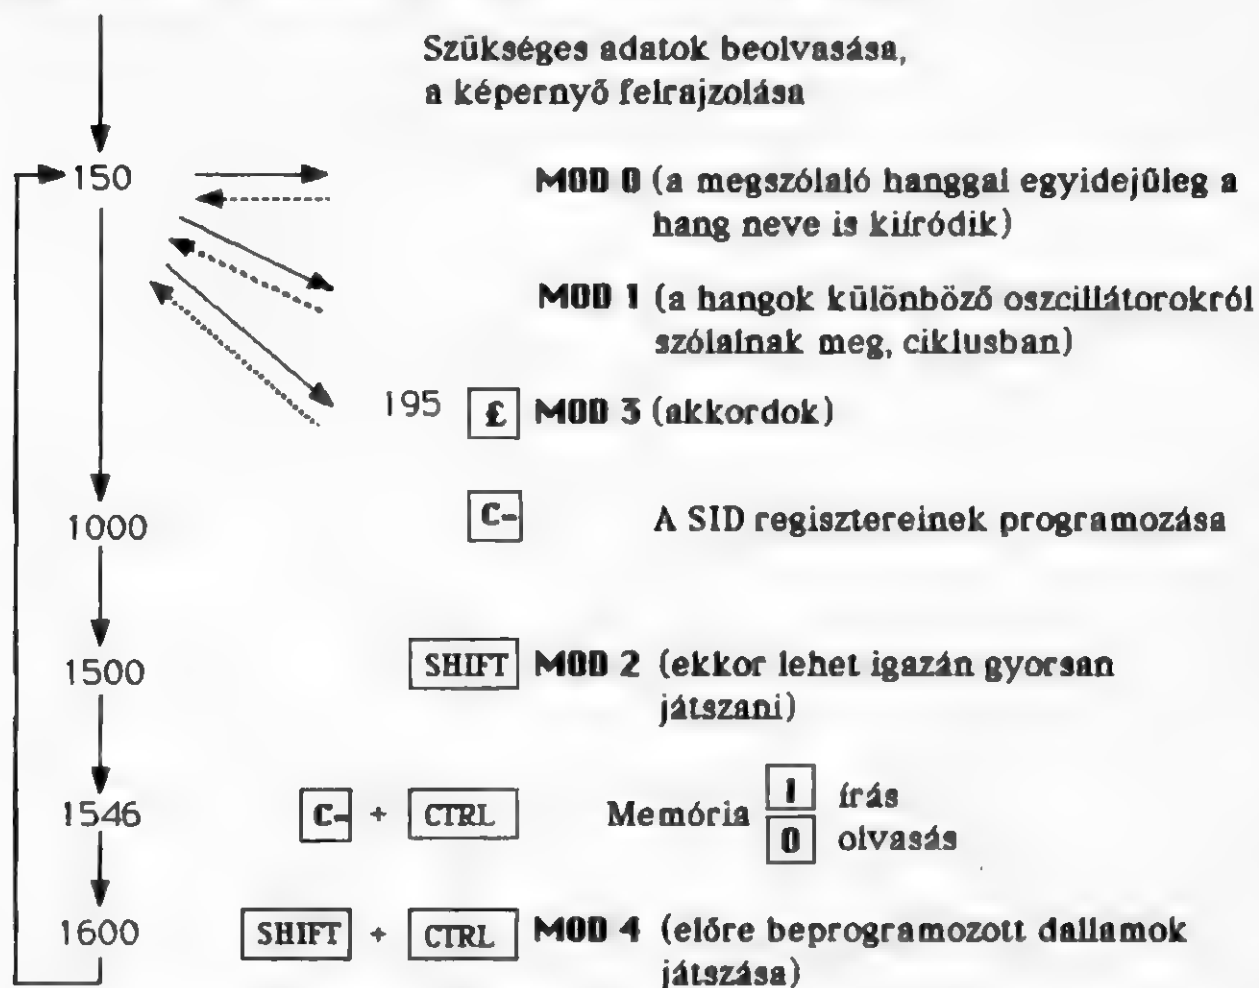 Szükséges adatok beolvasása,
a képernyő felrajzolása
150
MOD 0 (a megszólaló hanggal egyidejűleg a
hang neve is kiíródik)
MOD 1 (a hangok különböző oszcillátorokról
szólalnak meg, ciklusban)
195 £ MOD 3 (akkordok)
1000 C= A SID regisztereinek programozása
1500 SHIFT MOD 2 (ekkor lehet igazán gyorsan
játszani)
1546 C= + CTRL Memória 1 írás
0 olvasás
1600 SHIFT + CTRL MOD 4 (előre beprogramozott dallamok
játszása)